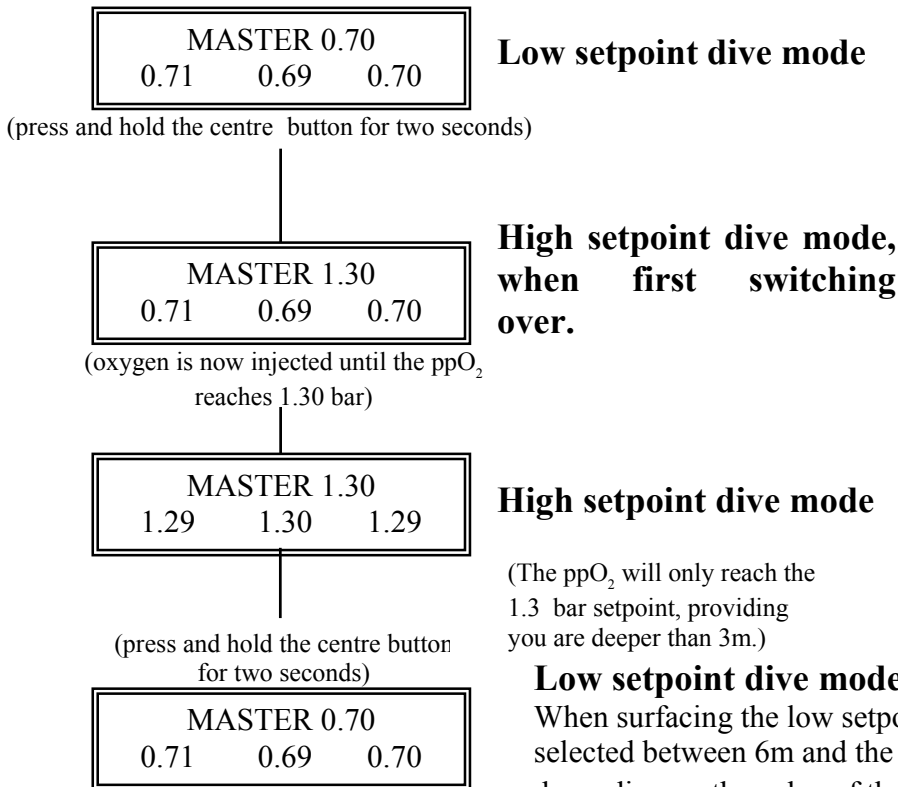 MASTER 0.70
0.71 0.69 0.70
Low setpoint dive mode
(press and hold the centre button for two seconds)
MASTER 1.30
0.71 0.69 0.70
High setpoint dive mode,
when first switching
over.
(oxygen is now injected until the ppO₂
reaches 1.30 bar)
MASTER 1.30
1.29 1.30 1.29
High setpoint dive mode
(The ppO₂ will only reach the
1.3 bar setpoint, providing
you are deeper than 3m.)
(press and hold the centre button
for two seconds)
MASTER 0.70
0.71 0.69 0.70
Low setpoint dive mode
When surfacing the low
selected between 6m and the